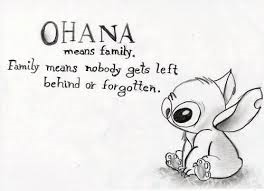 OHANA
means family.
Family means nobody gets left
behind or forgotten.